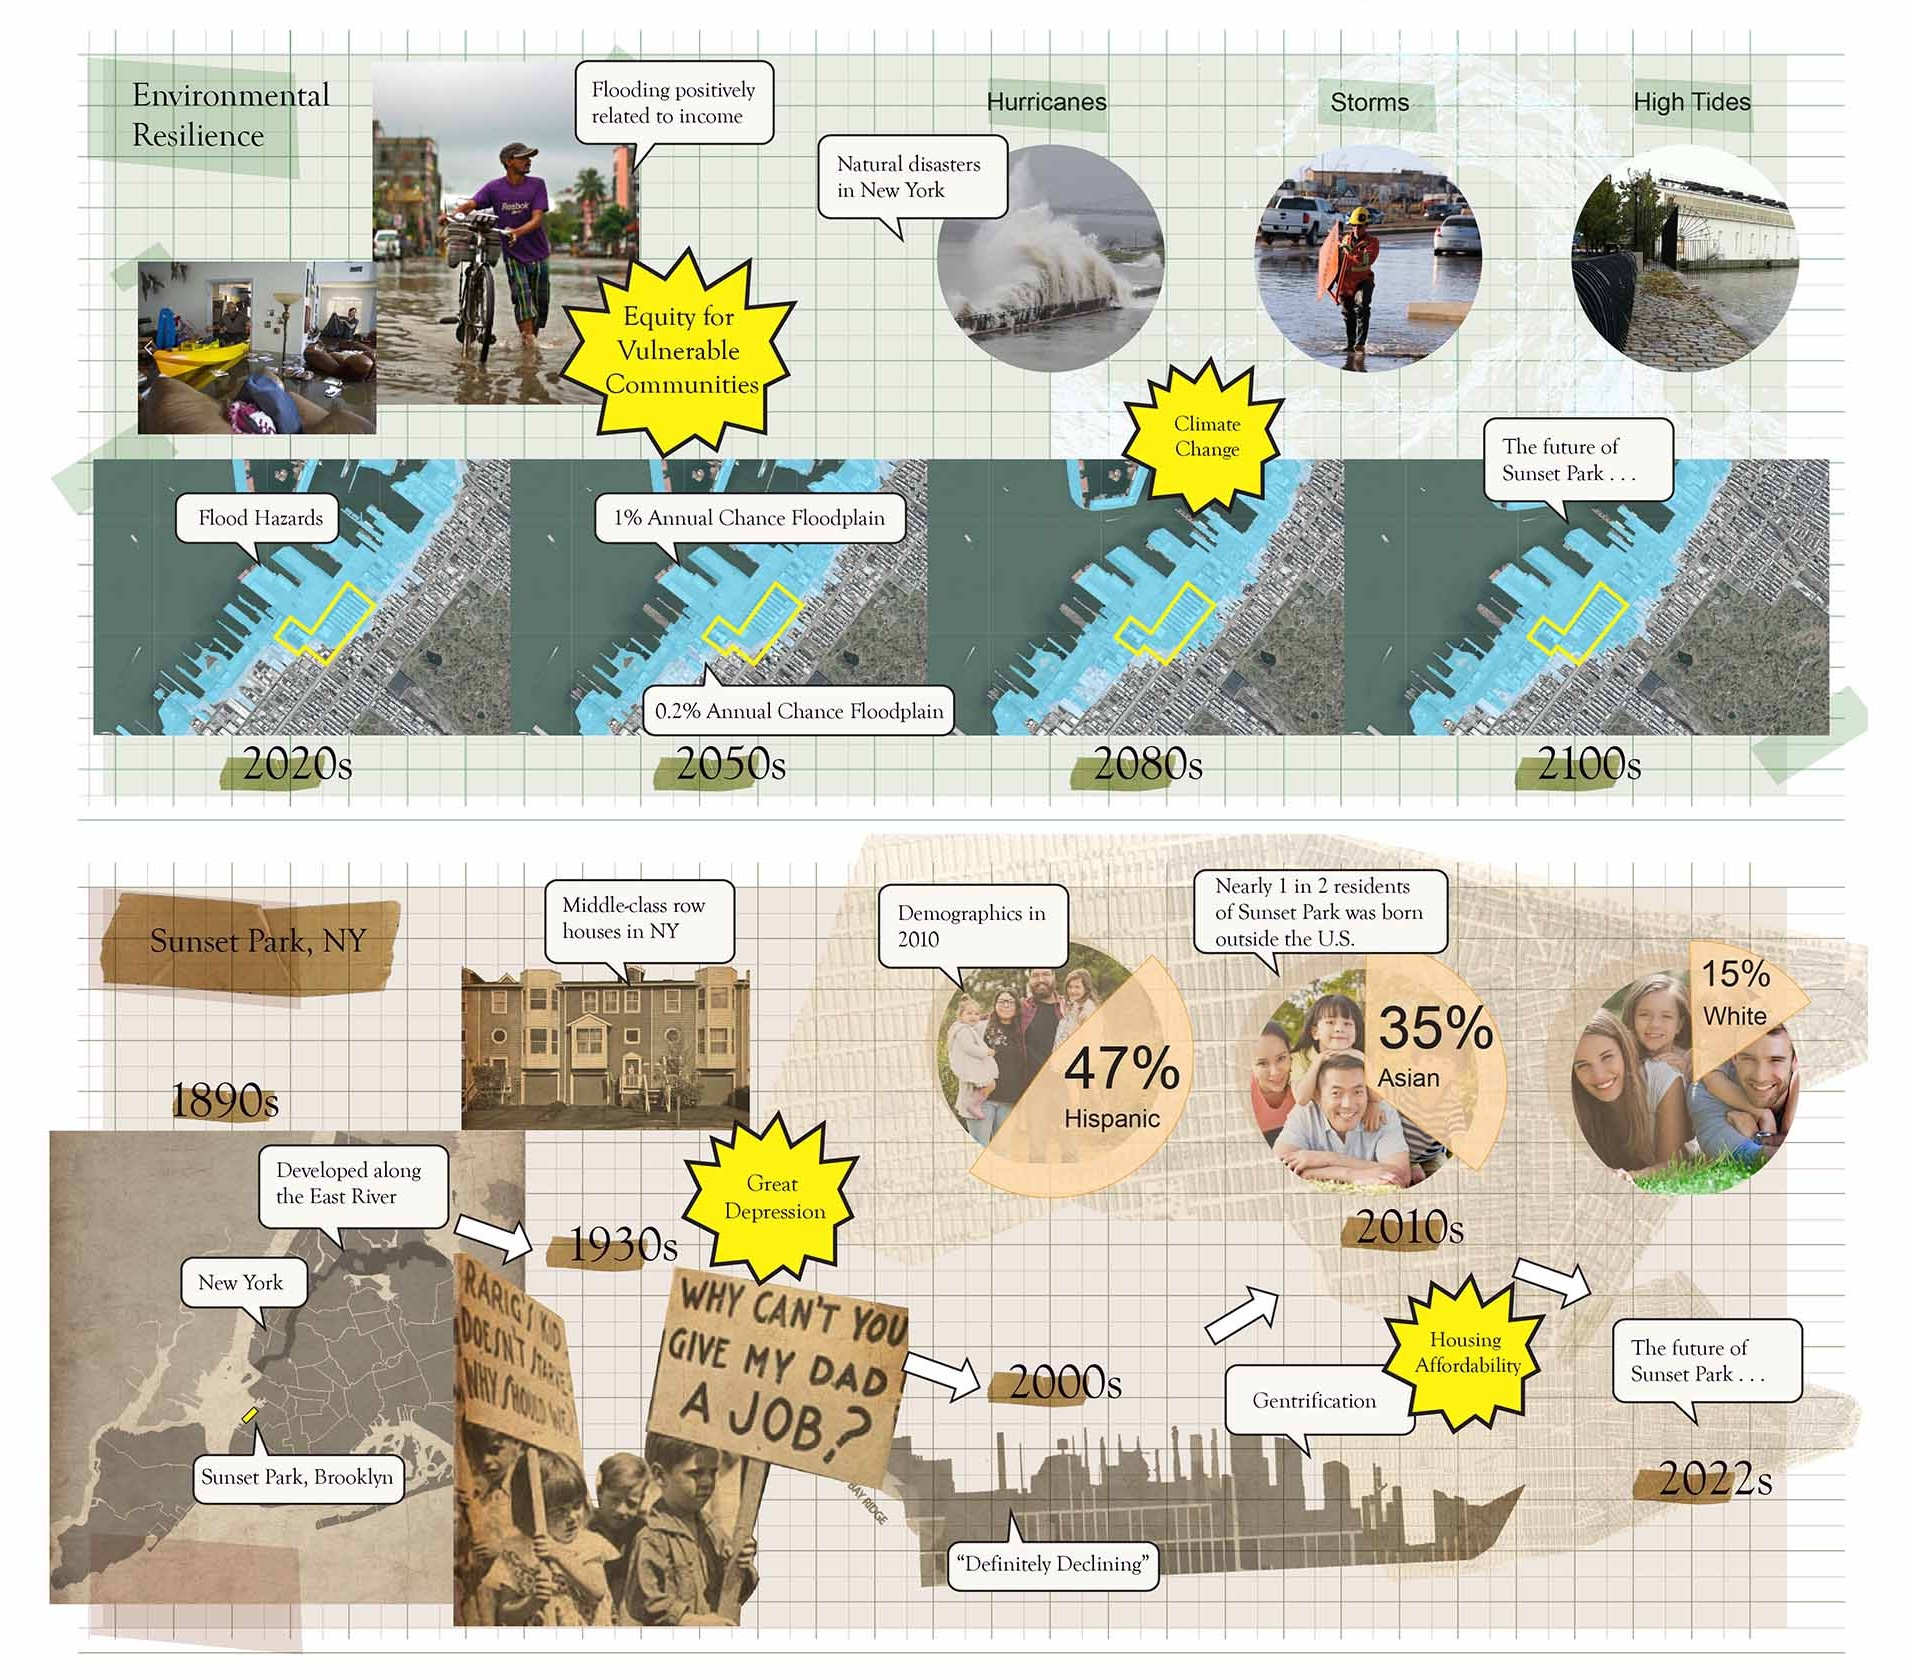 Environmental
Resilience
Flooding positively
related to income
Reebok
Equity for
Vulnerable
Communities
Natural disasters
in New York
Hurricanes
Storms
High Tides
Climate
Change
The future of
Sunset Park . . .
Flood Hazards
1% Annual Chance Floodplain
0.2% Annual Chance Floodplain
2020s
2050s
2080s
2100s
Sunset Park, NY
Middle-class row
houses in NY
Demographics in
2010
Nearly 1 in 2 residents
of Sunset Park was born
outside the U.S.
47%
Hispanic
35%
Asian
15%
White
1890s
Developed along
the East River
New York
Sunset Park, Brooklyn
1930s
Great
Depression
RARIG'S KID
DOESN'T STARVE
WHY SHOULD WE
WHY CAN'T YOU
GIVE MY DAD
A JOB?
2000s
BAY RIDGE
"Definitely Declining"
Gentrification
2010s
Housing
Affordability
The future of
Sunset Park . . .
2022s